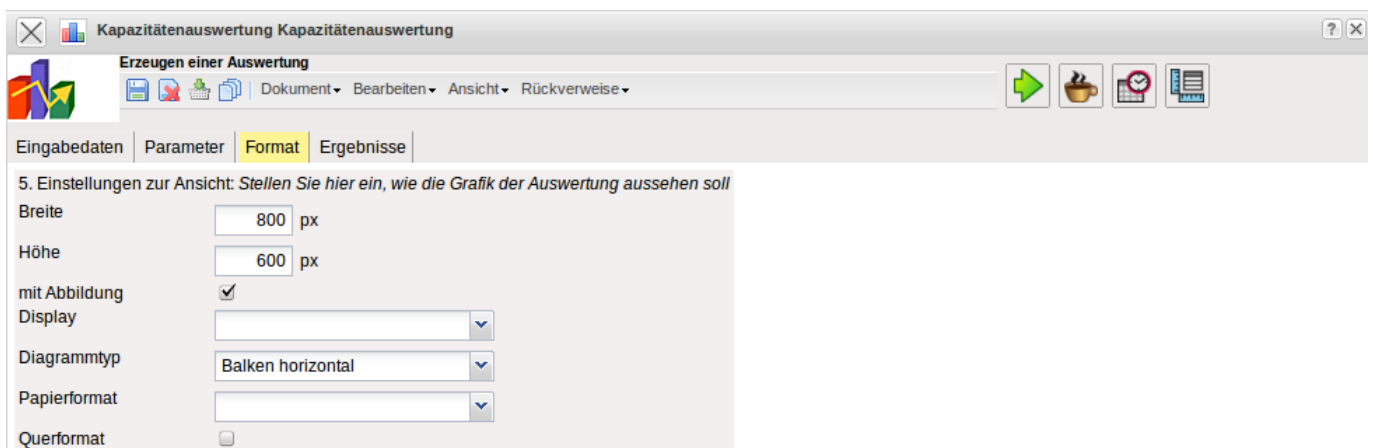 Kapazitätenauswertung Kapazitätenauswertung
?
Erzeugen einer Auswertung
Dokument Bearbeiten Ansicht Rückverweise
Eingabedaten Parameter Format Ergebnisse
5. Einstellungen zur Ansicht: Stellen Sie hier ein, wie die Grafik der Auswertung aussehen soll
Breite 800 px
Höhe 600 px
mit Abbildung
Display
Diagrammtyp Balken horizontal
Papierformat
Querformat